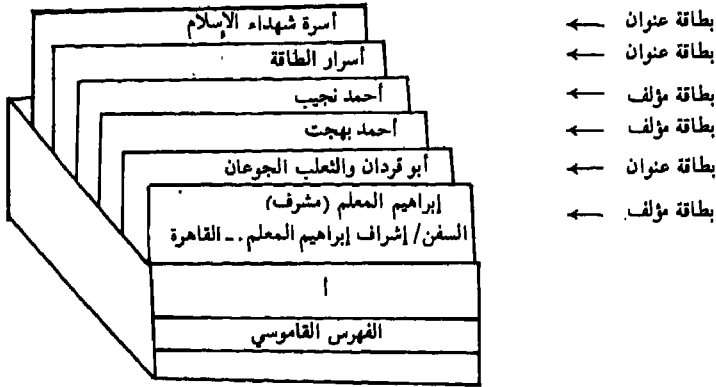 أسرة شهداء الإسلام
بطاقة عنوان
أسرار الطاقة
بطاقة عنوان
أحمد نجيب
بطاقة مؤلف
أحمد بهجت
بطاقة مؤلف
أبو قردان والثعلب الجوعان
بطاقة عنوان
إبراهيم المعلم (مشرف)
بطاقة مؤلف
السفن/ إشراف إبراهيم المعلم .ــ القاهرة
أ
الفهرس القاموسي